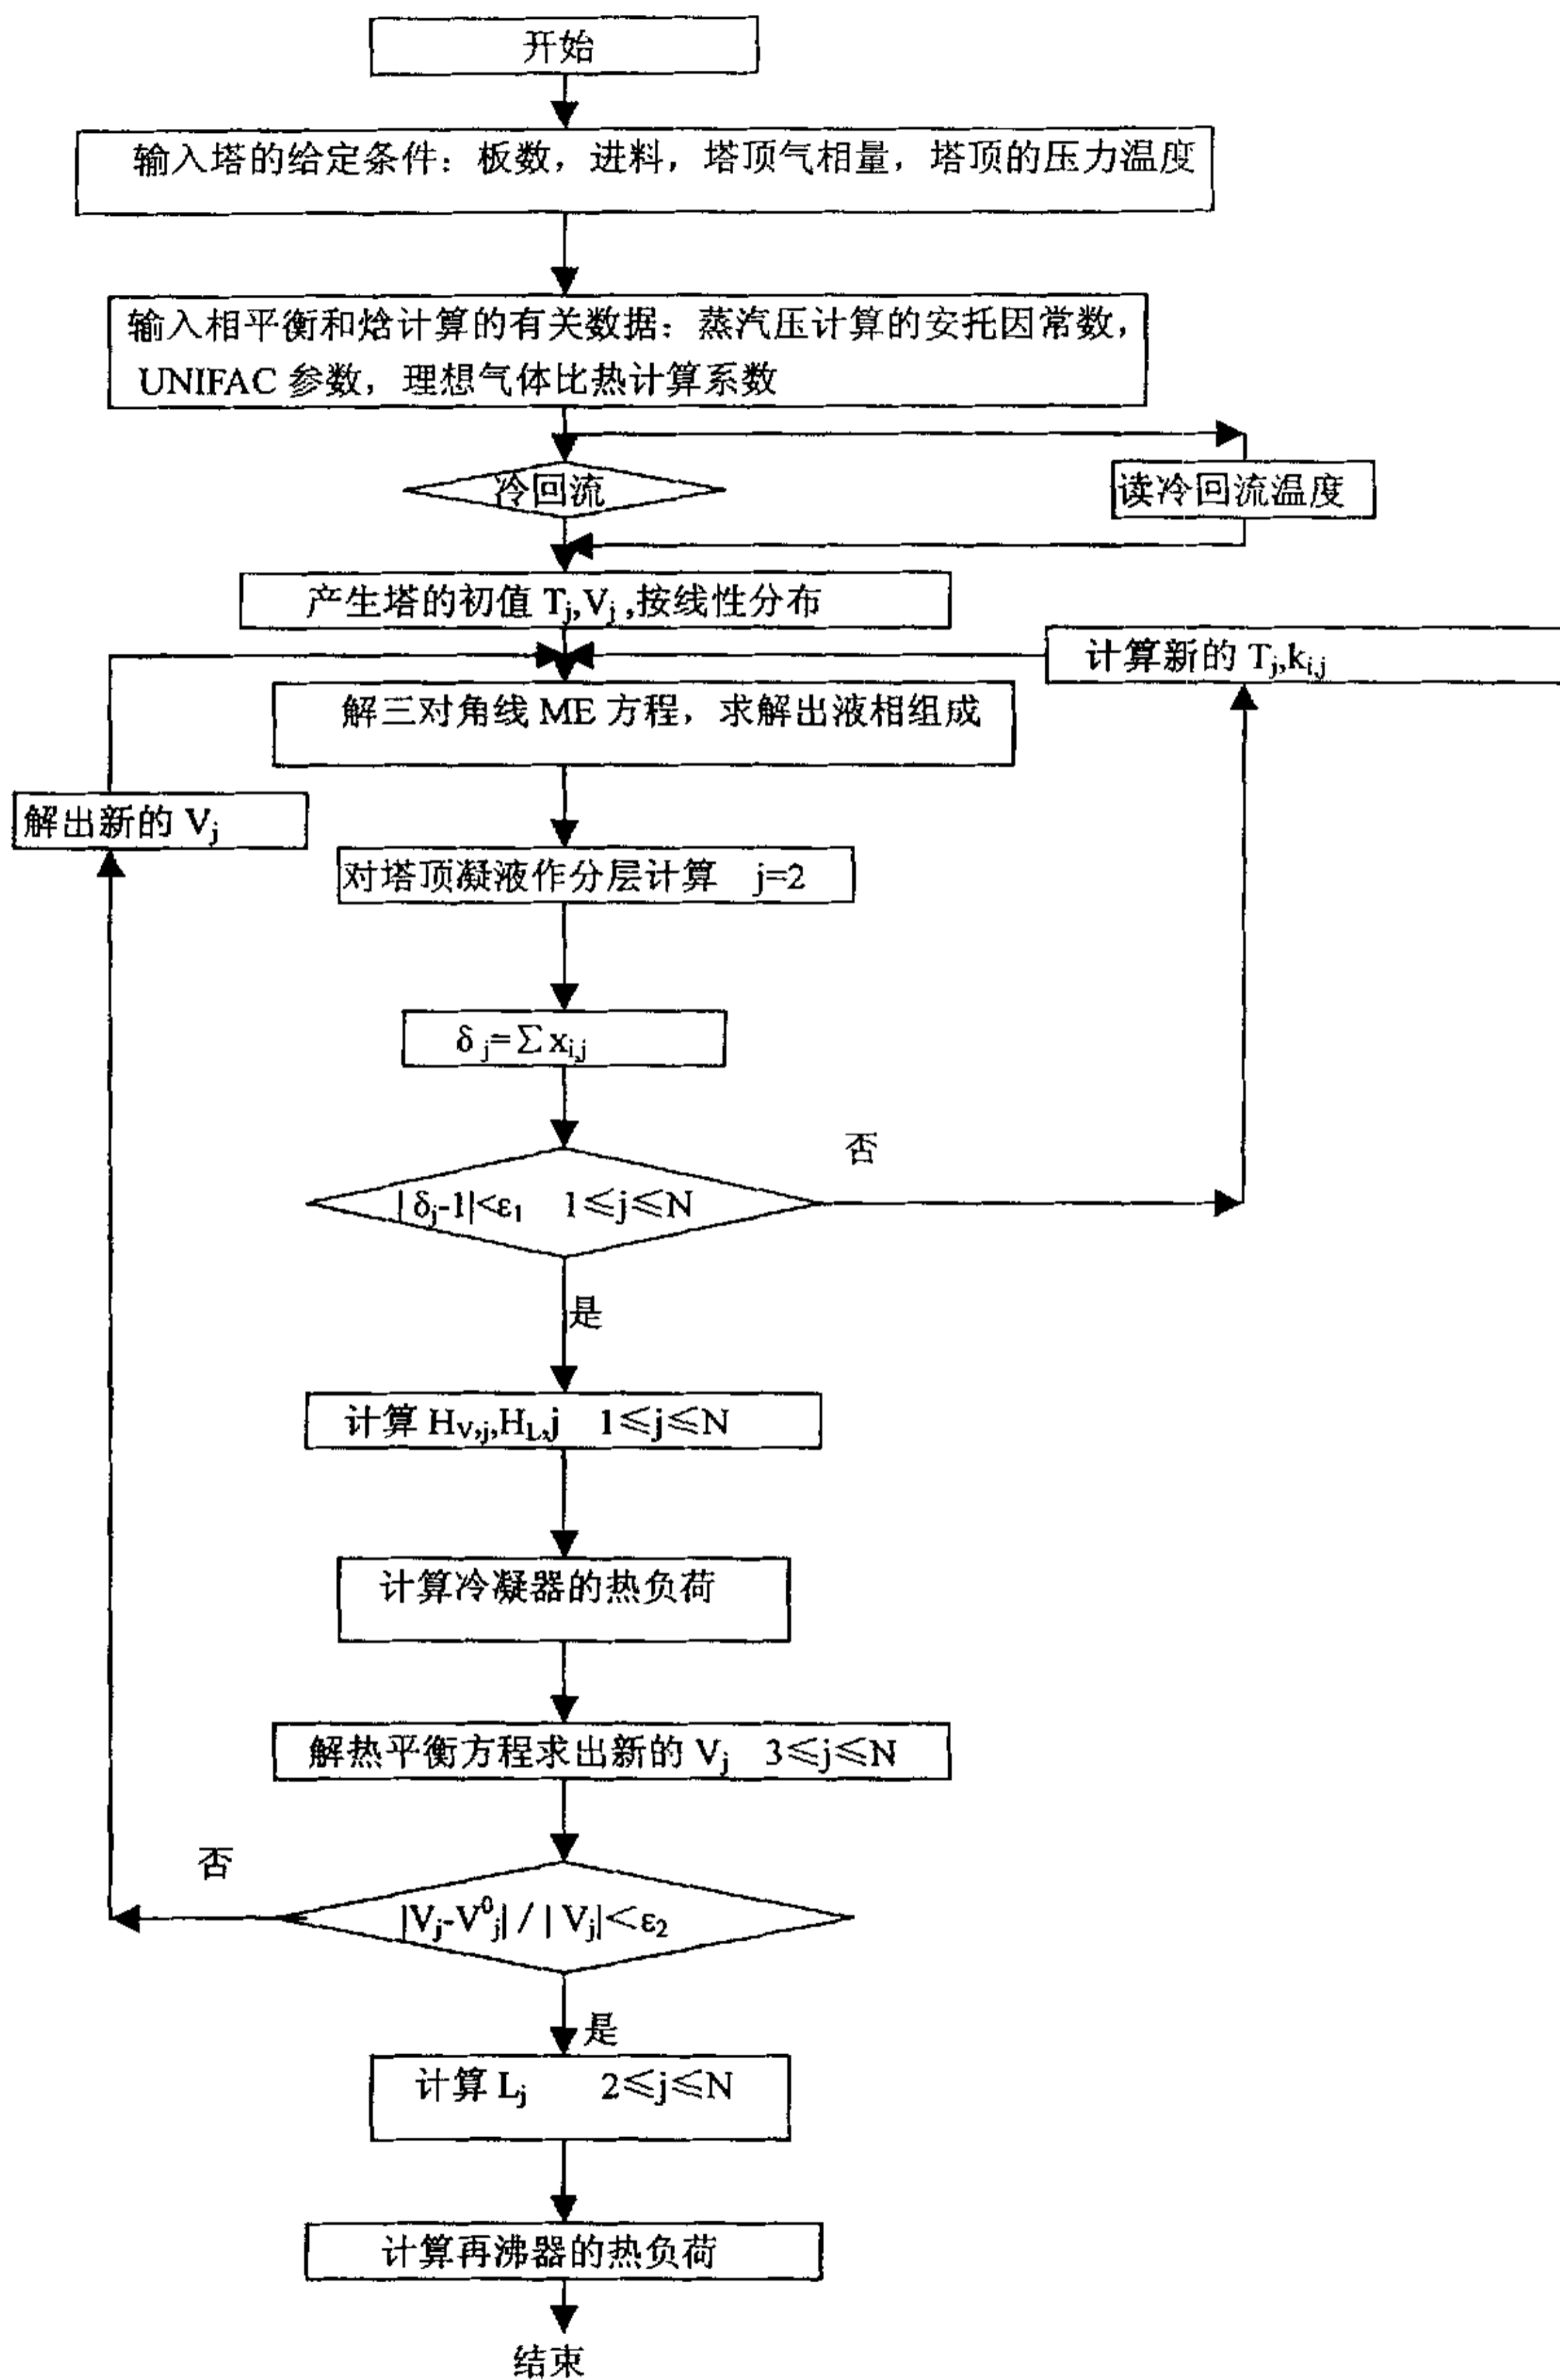 开始
输入塔的给定条件：板数，进料，塔顶气相量，塔顶的压力温度
输入相平衡和焓计算的有关数据：蒸汽压计算的安托因常数，
UNIFAC 参数，理想气体比热计算系数
冷回流
读冷回流温度
产生塔的初值 Tj,Vj ,按线性分布
计算新的 Tj,ki,j
解三对角线 ME 方程，求解出液相组成
解出新的 Vj
对塔顶凝液作分层计算 j=2
δ j=∑ xi,j
否
| δj-1|<ε1 1≤j≤N
是
计算 HV,j,HL,j 1≤j≤N
计算冷凝器的热负荷
解热平衡方程求出新的 Vj 3≤j≤N
否
|Vj-V0j| / | Vj|<ε2
是
计算 Lj 2≤j≤N
计算再沸器的热负荷
结束